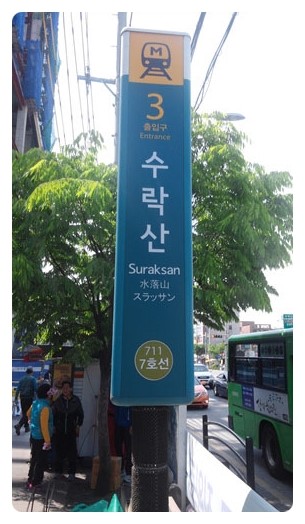 M
3
출입구
Entrance
수락산
Suraksan
水落山
スラッサン
711
7호선